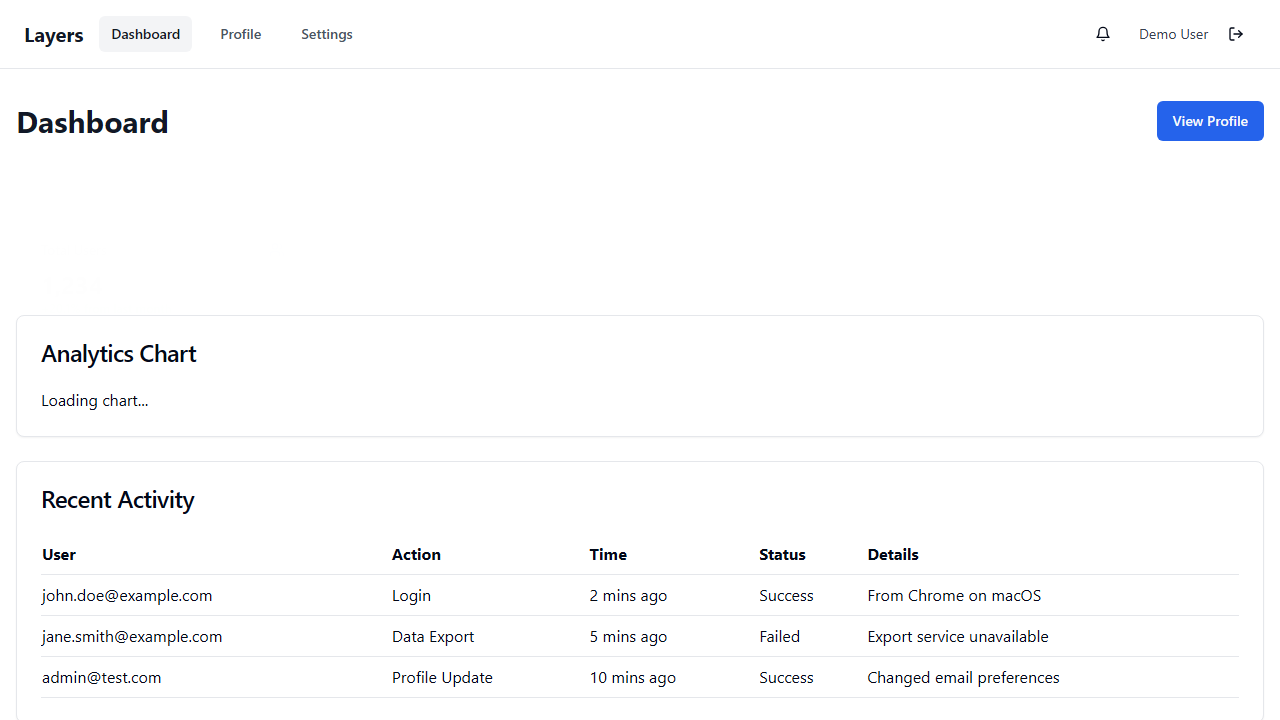 Layers Dashboard Profile Settings Demo User
Dashboard View Profile
Analytics Chart
Loading chart...
Recent Activity
User Action Time Status Details
john.doe@example.com Login 2 mins ago Success From Chrome on macOS
jane.smith@example.com Data Export 5 mins ago Failed Export service unavailable
admin@test.com Profile Update 10 mins ago Success Changed email preferences